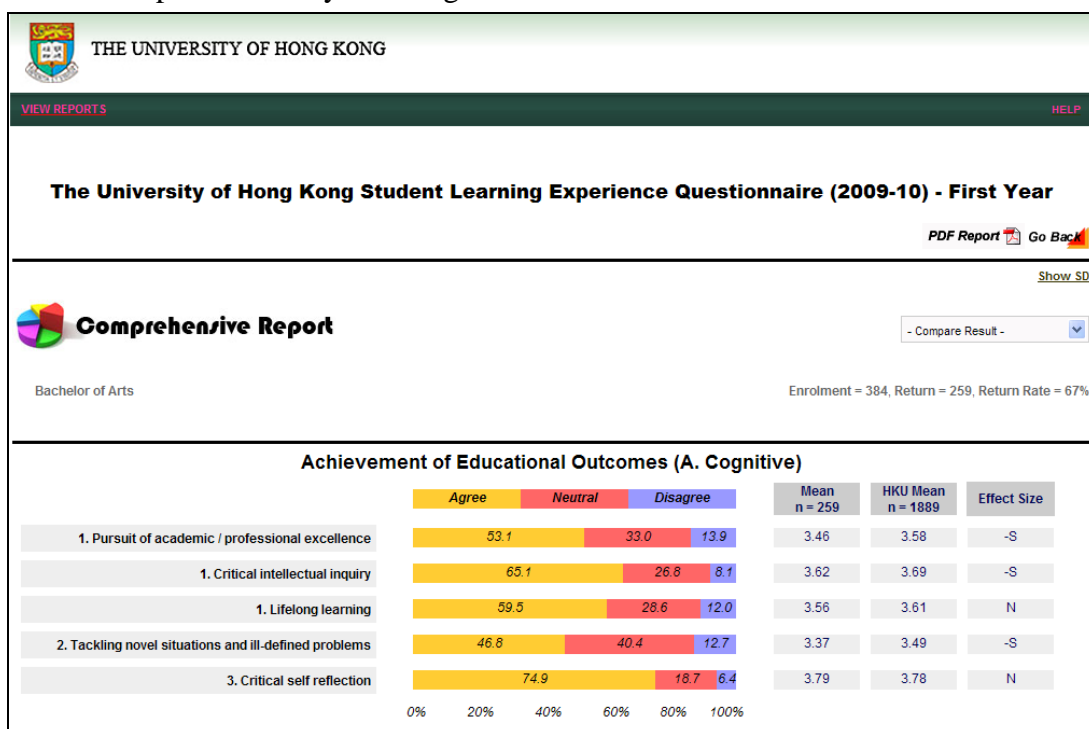 THE UNIVERSITY OF HONG KONG
VIEW REPORTS HELP
The University of Hong Kong Student Learning Experience Questionnaire (2009-10) - First Year
PDF Report Go Back
Show SD
Comprehensive Report
- Compare Result -
Bachelor of Arts Enrolment = 384, Return = 259, Return Rate = 67%
Achievement of Educational Outcomes (A. Cognitive)
Agree Neutral Disagree Mean n = 259 HKU Mean n = 1889 Effect Size
1. Pursuit of academic / professional excellence 53.1 33.0 13.9 3.46 3.58 -S
1. Critical intellectual inquiry 65.1 26.8 8.1 3.62 3.69 -S
1. Lifelong learning 59.5 28.6 12.0 3.56 3.61 N
2. Tackling novel situations and ill-defined problems 46.8 40.4 12.7 3.37 3.49 -S
3. Critical self reflection 74.9 18.7 6.4 3.79 3.78 N
0% 20% 40% 60% 80% 100%